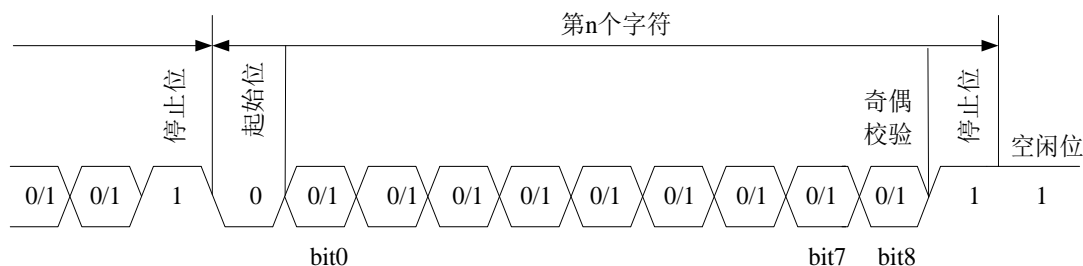 第n个字符
停止位
起始位
奇偶
校验
停止位
空闲位
0/1 0/1 1 0 0/1 0/1 0/1 0/1 0/1 0/1 0/1 0/1 0/1 1 1
bit0 bit7 bit8